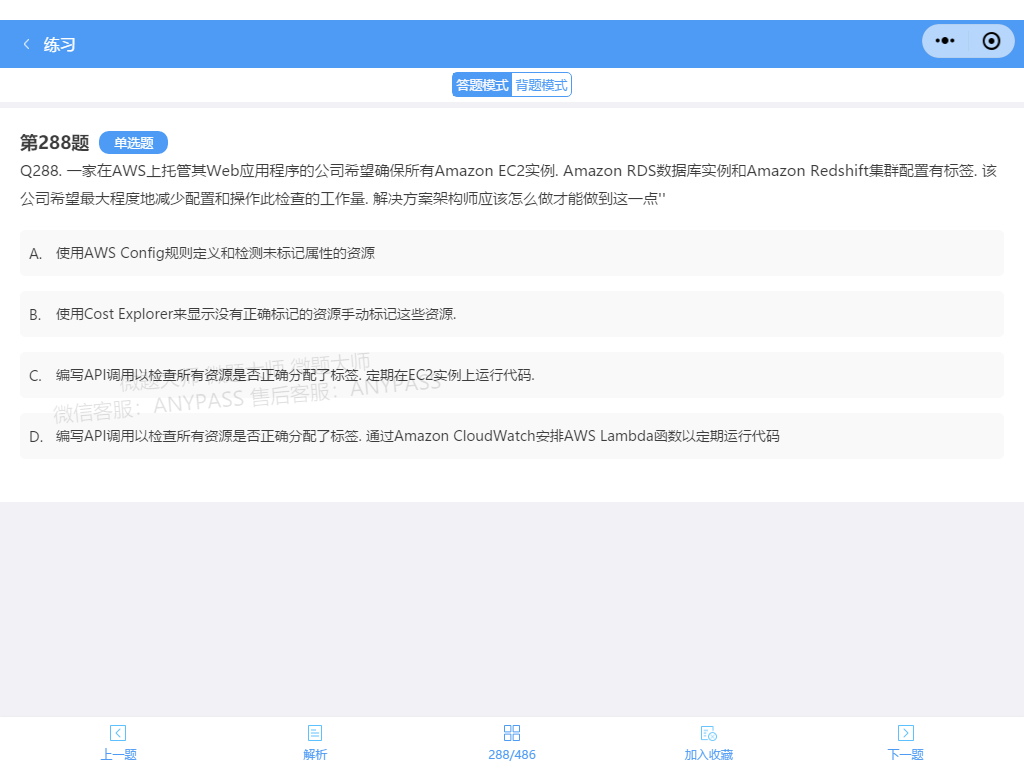 练习
答题模式 背题模式
第288题 单选题
Q288. 一家在AWS上托管其Web应用程序的公司希望确保所有Amazon EC2实例. Amazon RDS数据库实例和Amazon Redshift集群配置有标签. 该
公司希望最大程度地减少配置和操作此检查的工作量. 解决方案架构师应该怎么做才能做到这一点''
A. 使用AWS Config规则定义和检测未标记属性的资源
B. 使用Cost Explorer来显示没有正确标记的资源手动标记这些资源.
C. 编写API调用以检查所有资源是否正确分配了标签. 定期在EC2实例上运行代码.
微题大师 微题大师 微题大师
微信客服：ANYPASS 售后客服：ANYPASS
D. 编写API调用以检查所有资源是否正确分配了标签. 通过Amazon CloudWatch安排AWS Lambda函数以定期运行代码
上一题 解析 288/486 加入收藏 下一题